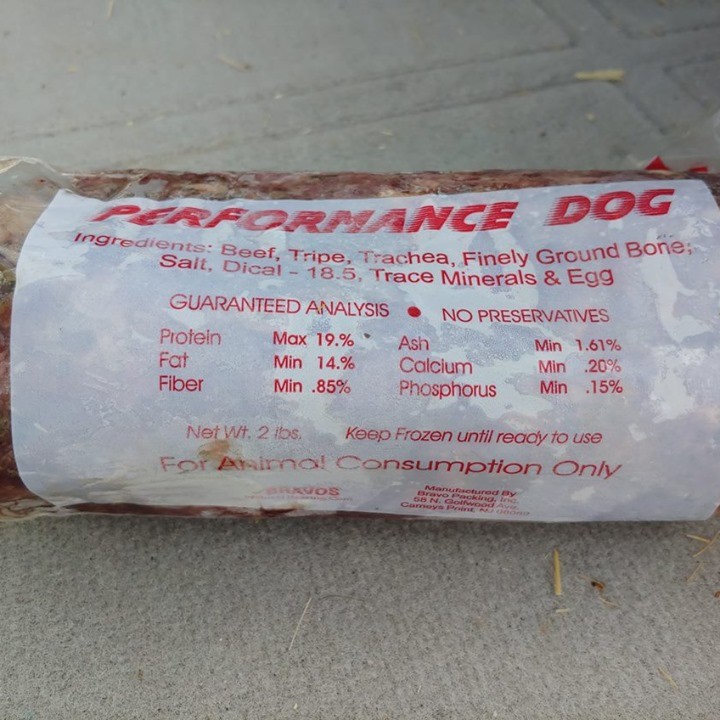 PERFORMANCE DOG
Ingredients: Beef, Tripe, Trachea, Finely Ground Bone;
Salt, Dical - 18.5, Trace Minerals & Egg
GUARANTEED ANALYSIS • NO PRESERVATIVES
Protein Max 19.% Ash Min 1.61%
Fat Min 14.% Calcium Min .20%
Fiber Min .85% Phosphorus Min .15%
Net Wt. 2 lbs. Keep Frozen until ready to use
For Animal Consumption Only
BRAVOS
Manufactured By
Bravo Packing, Inc.
58 N. Golfwood Ave.
Carneys Point, NJ